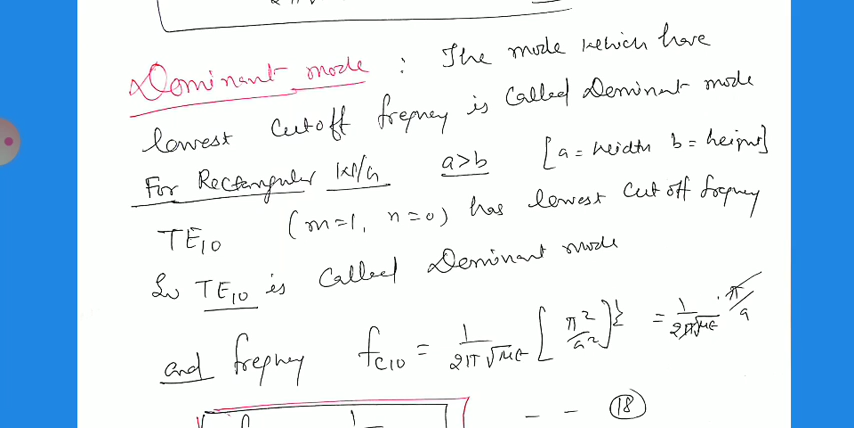 Dominant mode : The mode which have
lowest cutoff freqncy is called Dominant mode
For Rectangular W/G a>b [a = width b = height]
TE10 (m=1, n=0) has lowest cut off freqncy
So TE10 is called Dominant mode
and freqncy fc10 = 1/2π√με [π²/a²]½ = 1/2π√με · π/a
-- -- (18)